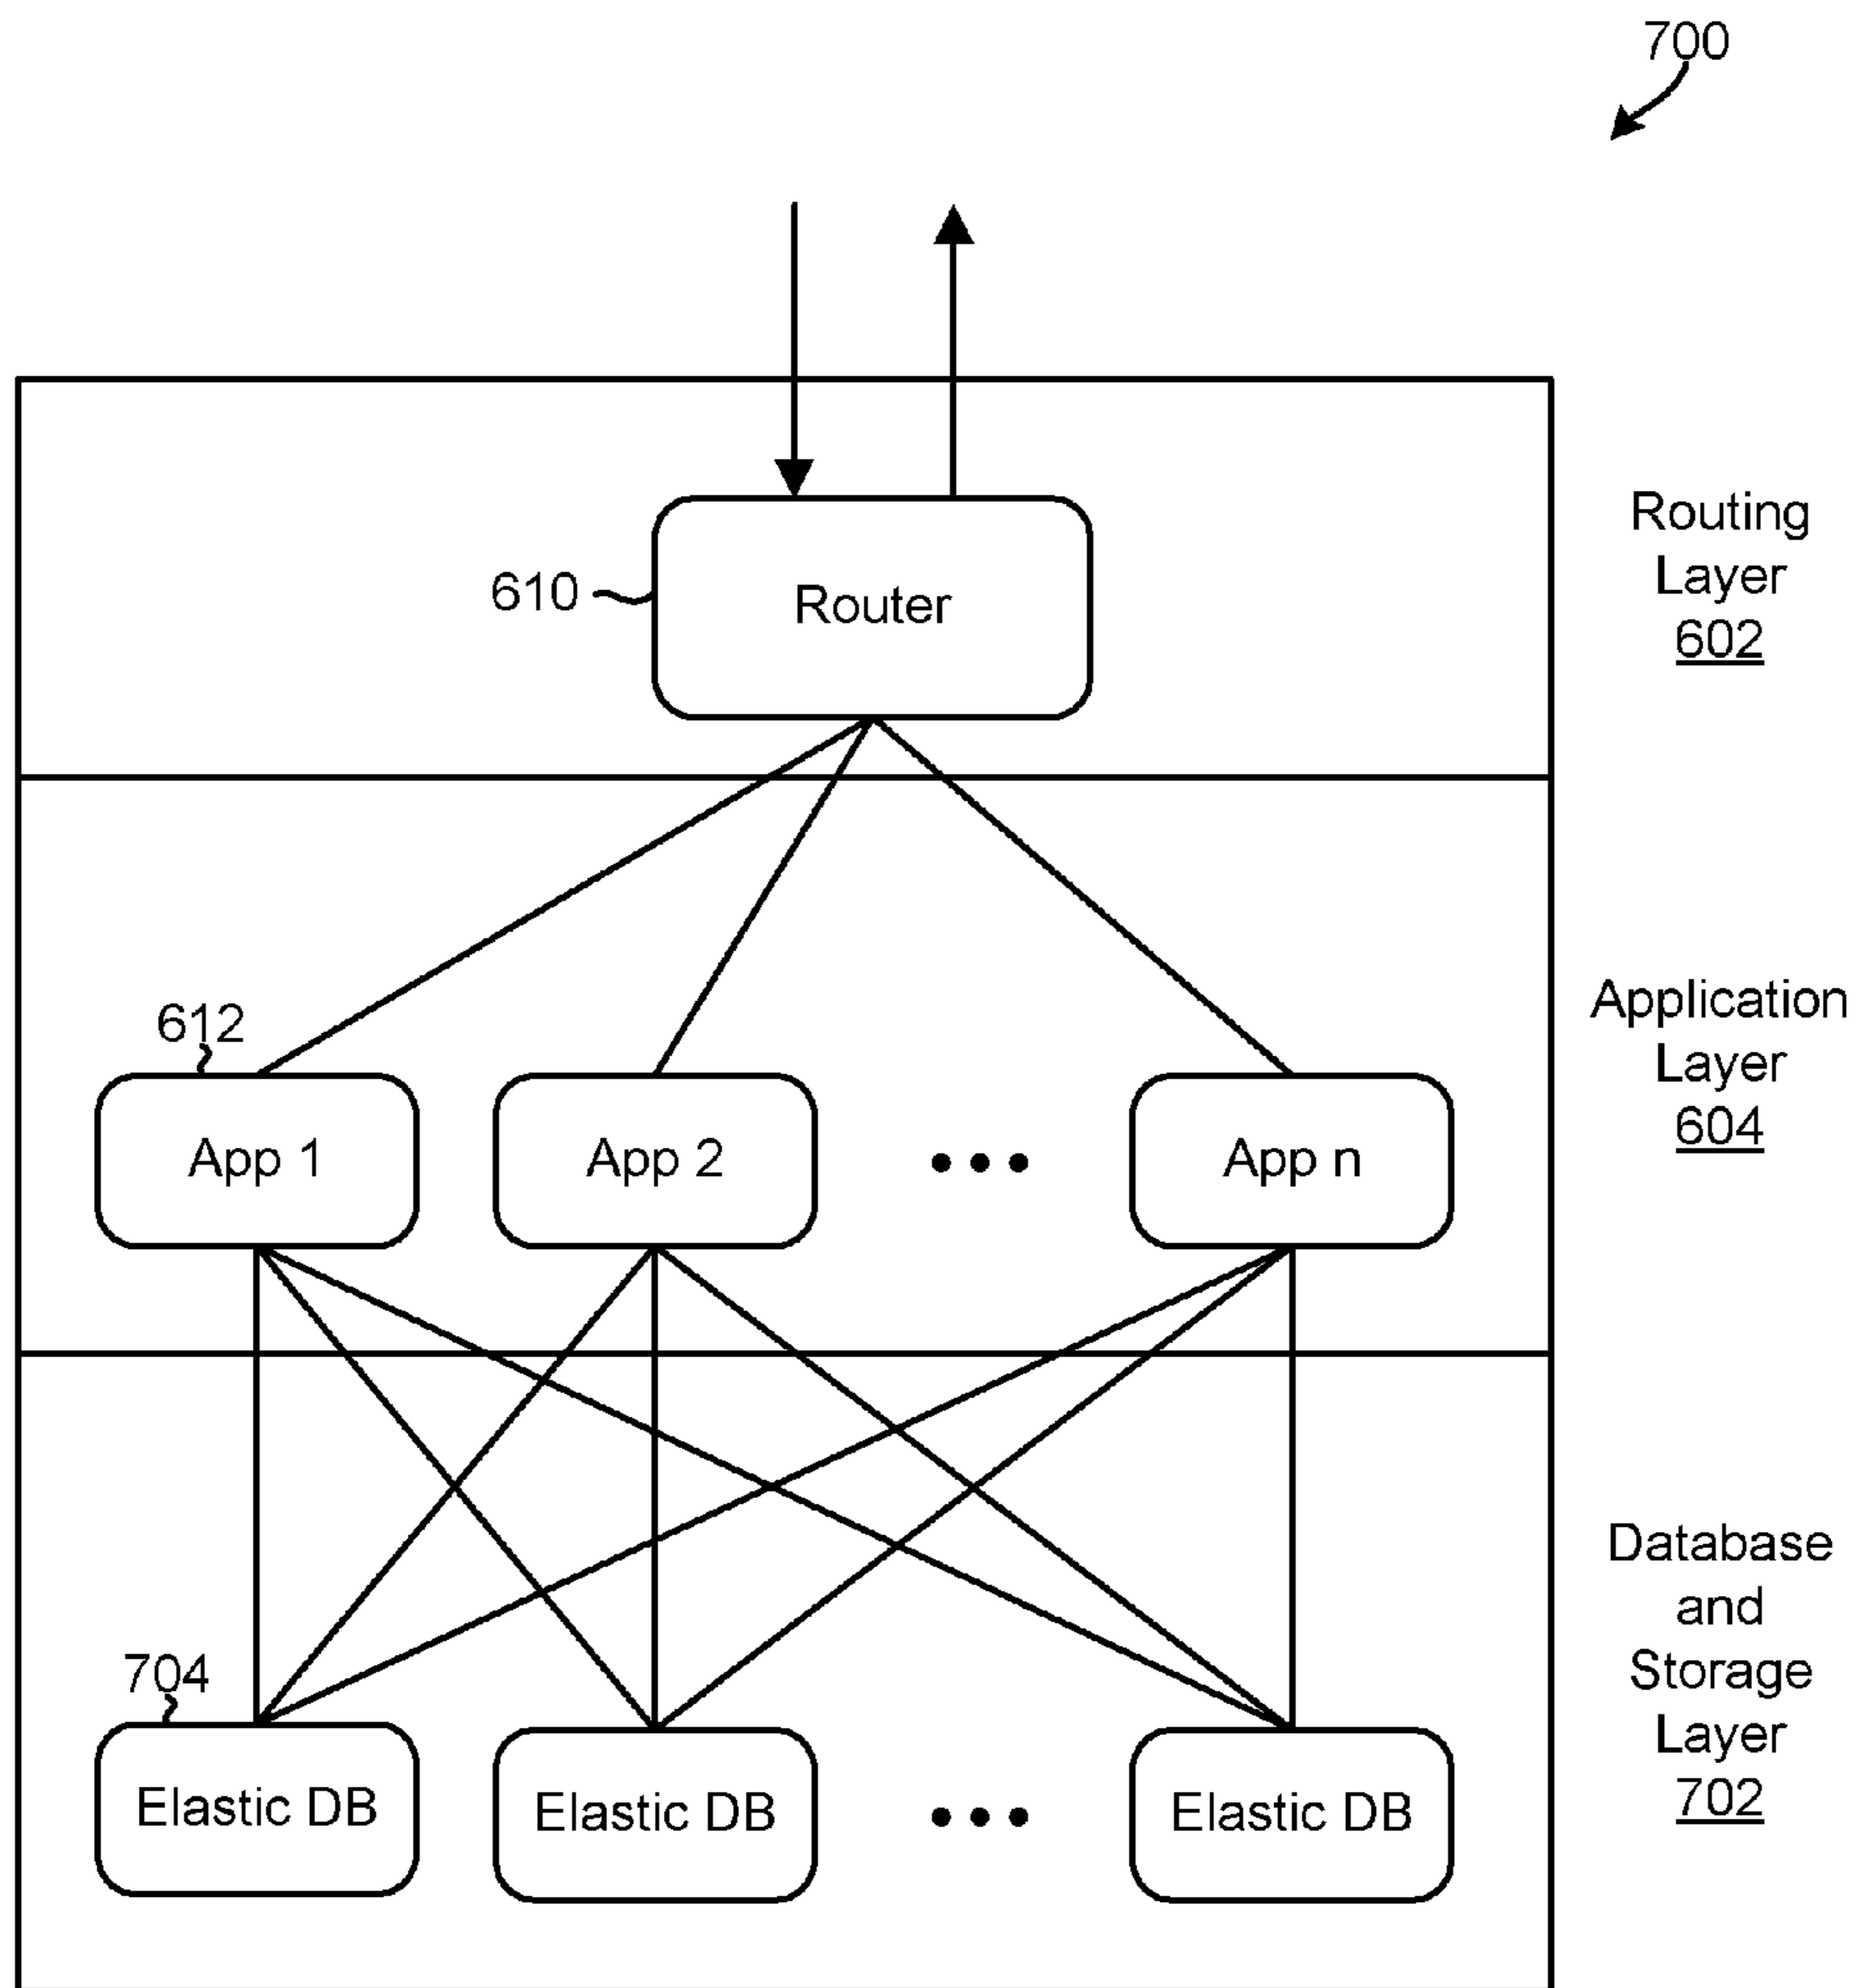 700
610
Router
Routing
Layer
602
612
App 1
App 2
App n
Application
Layer
604
704
Elastic DB
Elastic DB
Elastic DB
Database
and
Storage
Layer
702